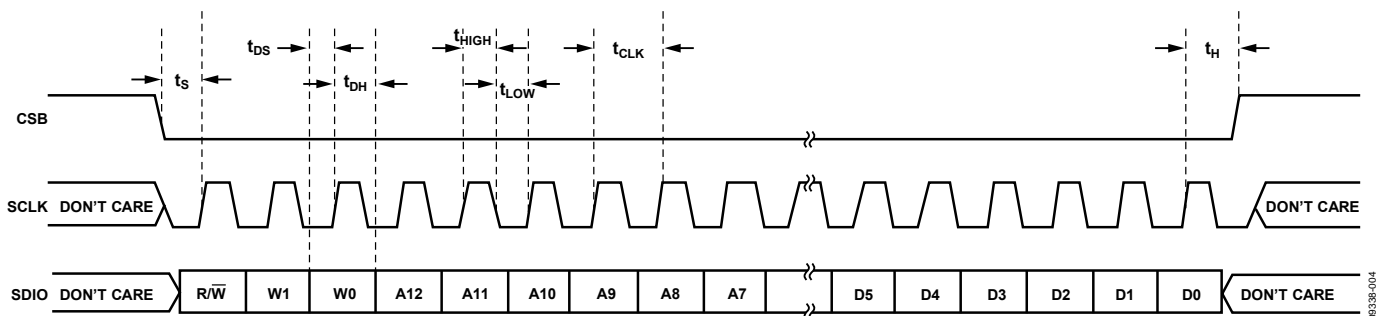 tDS
tHIGH
tCLK
tH
tS
tDH
tLOW
CSB
SCLK DON'T CARE
DON'T CARE
SDIO DON'T CARE R/W̅ W1 W0 A12 A11 A10 A9 A8 A7 D5 D4 D3 D2 D1 D0 DON'T CARE
09338-004